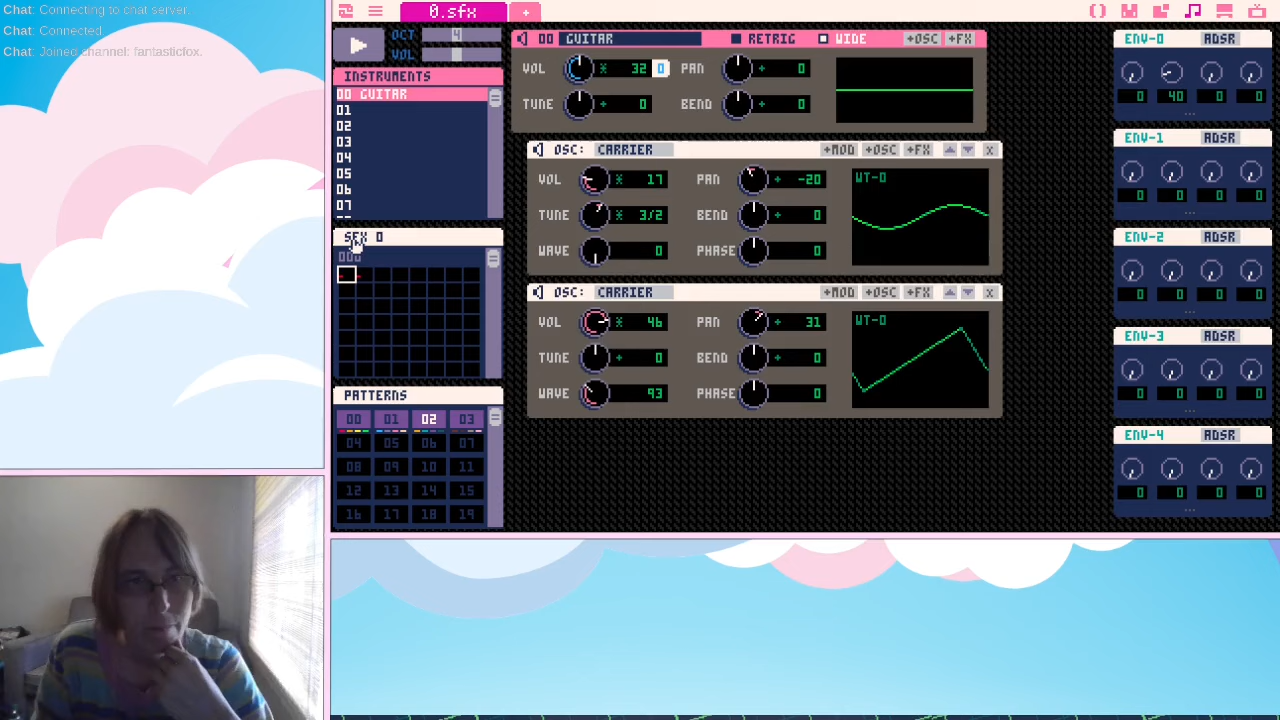 Chat: Connecting to chat server.
Chat: Connected.
Chat: Joined channel: fantasticfox.
0.sfx +
OCT 4
VOL
INSTRUMENTS
00 GUITAR
01
02
03
04
05
06
07
SFX 0
000
PATTERNS
00 01 02 03
04 05 06 07
08 09 10 11
12 13 14 15
16 17 18 19
00 GUITAR RETRIG WIDE +OSC +FX
VOL * 32 0 PAN + 0
TUNE + 0 BEND + 0
OSC: CARRIER +MOD +OSC +FX X
VOL * 17 PAN + -20 WT-0
TUNE * 3/2 BEND + 0
WAVE 0 PHASE + 0
OSC: CARRIER +MOD +OSC +FX X
VOL * 46 PAN + 31 WT-0
TUNE + 0 BEND + 0
WAVE 93 PHASE 0
ENV-0 ADSR
0 40 0 0
...
ENV-1 ADSR
0 0 0 0
...
ENV-2 ADSR
0 0 0 0
...
ENV-3 ADSR
0 0 0 0
...
ENV-4 ADSR
0 0 0 0
...